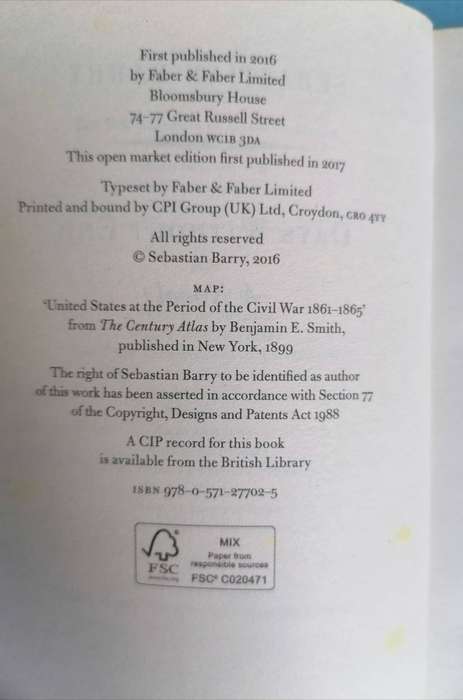 First published in 2016
by Faber & Faber Limited
Bloomsbury House
74–77 Great Russell Street
London WC1B 3DA
This open market edition first published in 2017
Typeset by Faber & Faber Limited
Printed and bound by CPI Group (UK) Ltd, Croydon, CR0 4YY
All rights reserved
© Sebastian Barry, 2016
MAP:
‘United States at the Period of the Civil War 1861–1865’
from The Century Atlas by Benjamin E. Smith,
published in New York, 1899
The right of Sebastian Barry to be identified as author
of this work has been asserted in accordance with Section 77
of the Copyright, Designs and Patents Act 1988
A CIP record for this book
is available from the British Library
ISBN 978–0–571–27702–5
MIX
Paper from
responsible sources
FSC® C020471
FSC